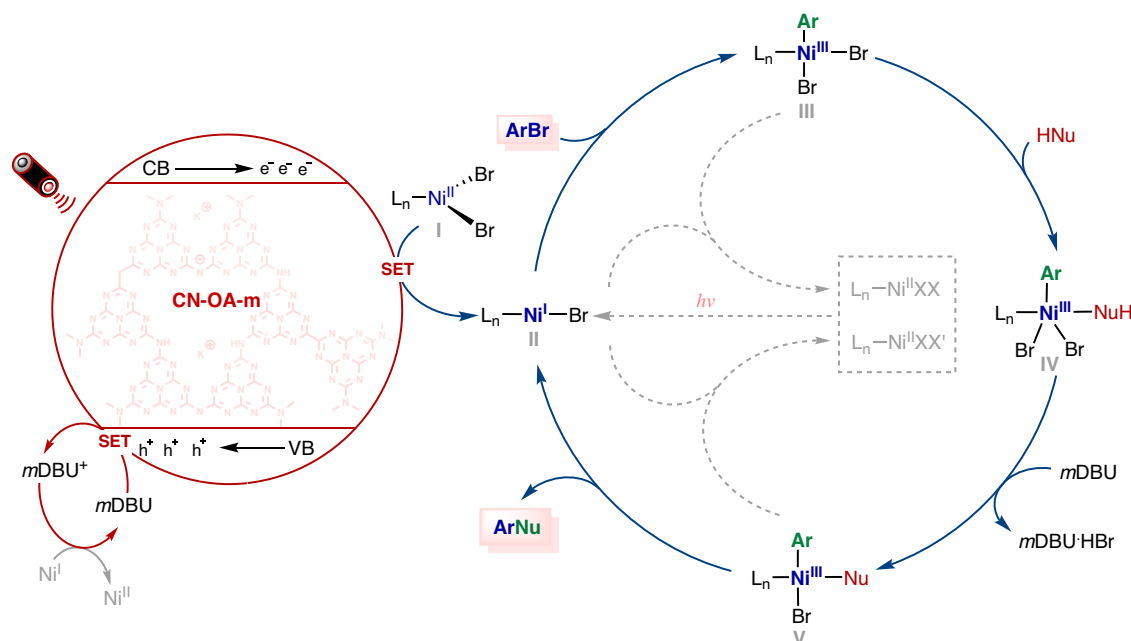 Ar
Lₙ Niᴵᴵᴵ Br
Br
III
ArBr
HNu
CB e⁻ e⁻ e⁻
Br
Lₙ Niᴵᴵ
Br
I
K⊕
⊖
SET
CN-OA-m
K⊕
Lₙ Niᴵ Br
II
hν
Lₙ NiᴵᴵXX
Lₙ NiᴵᴵXX'
Ar
Lₙ Niᴵᴵᴵ NuH
Br Br
IV
SET h⁺ h⁺ h⁺ VB
mDBU⁺
mDBU
Niᴵ
Niᴵᴵ
ArNu
mDBU
mDBU·HBr
Ar
Lₙ Niᴵᴵᴵ Nu
Br
V